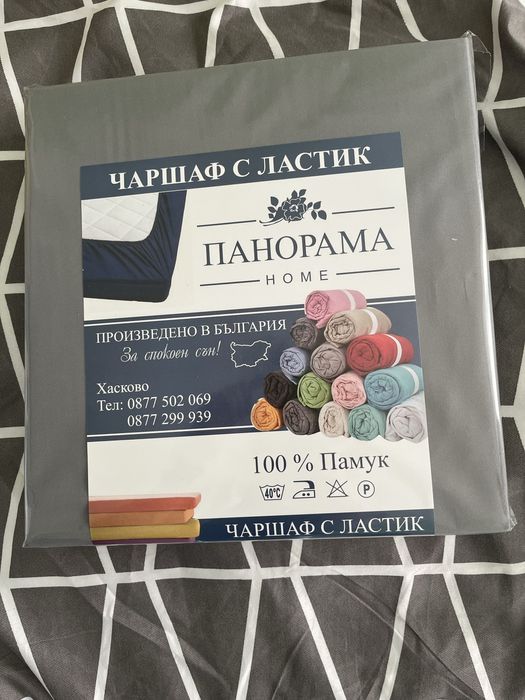 ЧАРШАФ С ЛАСТИК
ПАНОРАМА
HOME
ПРОИЗВЕДЕНО В БЪЛГАРИЯ
За спокоен сън!
Хасково
Тел: 0877 502 069
0877 299 939
100 % Памук
40°C
P
ЧАРШАФ С ЛАСТИК